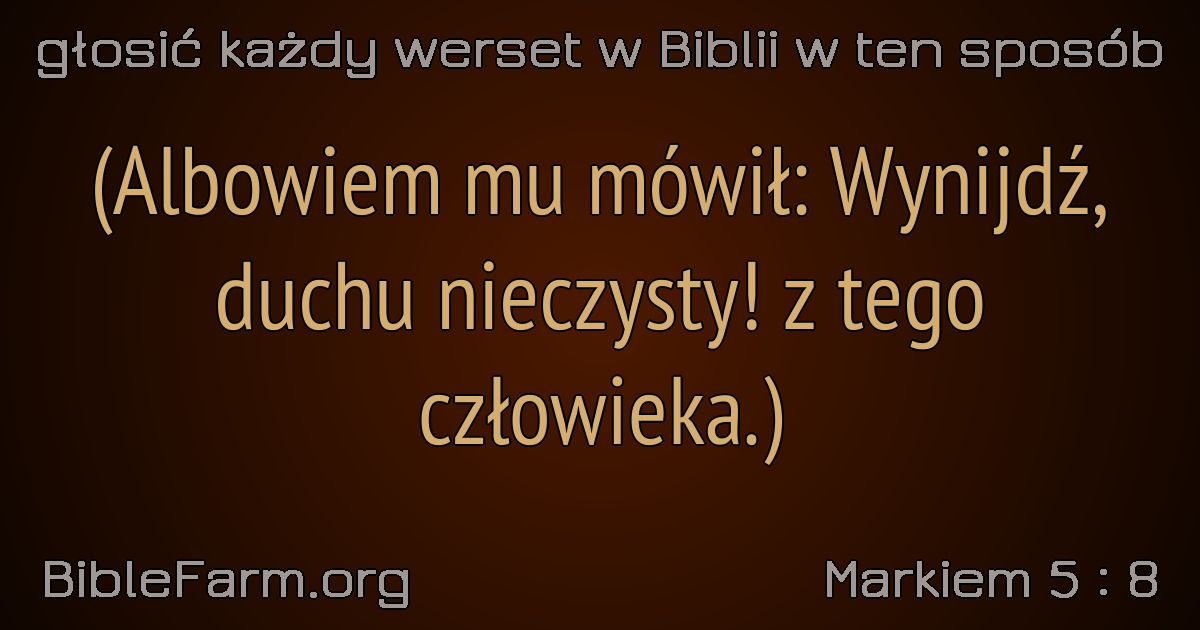 głosić każdy werset w Biblii w ten sposób
(Albowiem mu mówił: Wynijdź,
duchu nieczysty! z tego
człowieka.)
BibleFarm.org
Markiem 5 : 8